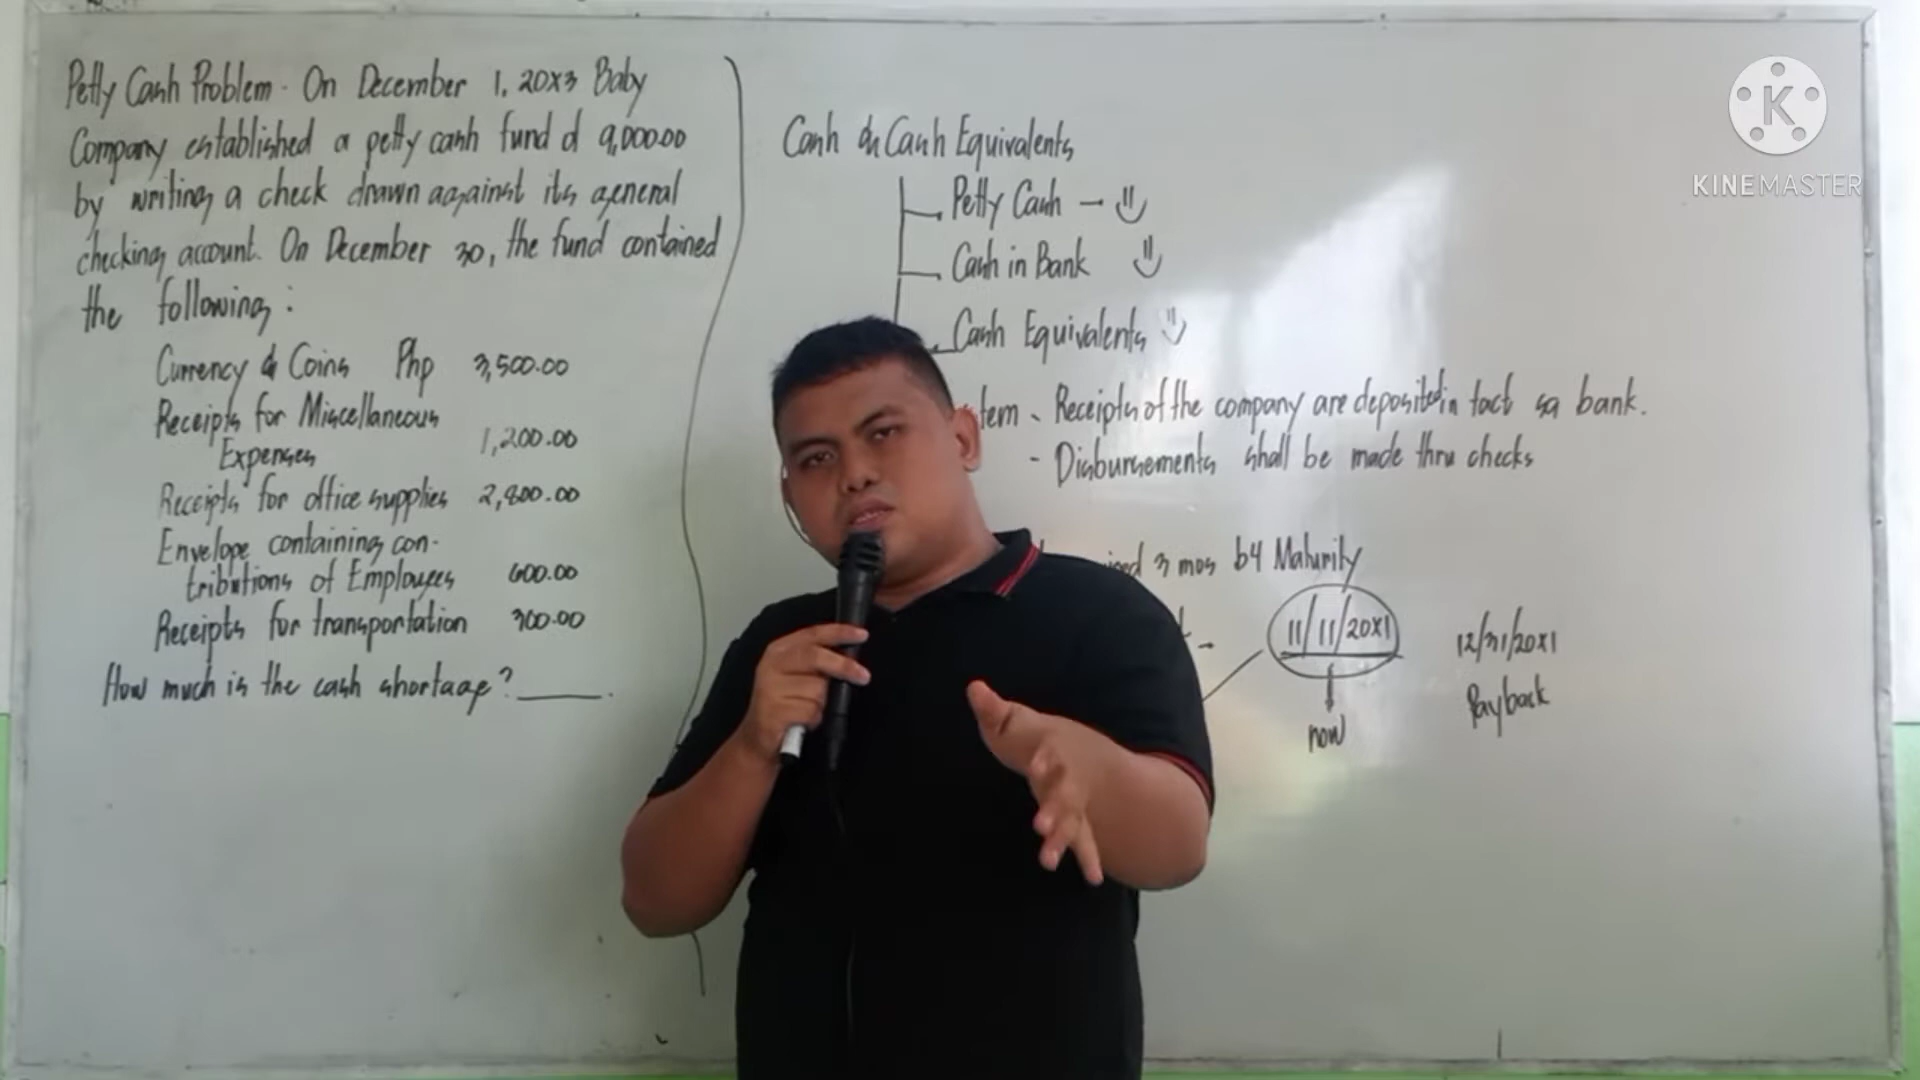 Petty Cash Problem - On December 1, 20x3 Baby
Company established a petty cash fund of 9,000.00
by writing a check drawn against its general
checking account. On December 30, the fund contained
the following:
Currency & Coins Php 3,500.00
Receipts for Miscellaneous
Expenses 1,200.00
Receipts for office supplies 2,800.00
Envelope containing con-
tributions of Employees 600.00
Receipts for transportation 300.00
How much is the cash shortage? ______.
Cash & Cash Equivalents
Petty Cash -
Cash in Bank
Cash Equivalents
tem - Receipts of the company are deposited in tact sa bank.
- Disbursements shall be made thru checks
3 mos b4 Maturity
11/11/20x1
12/31/20x1
now
Payback
K
KINEMASTER